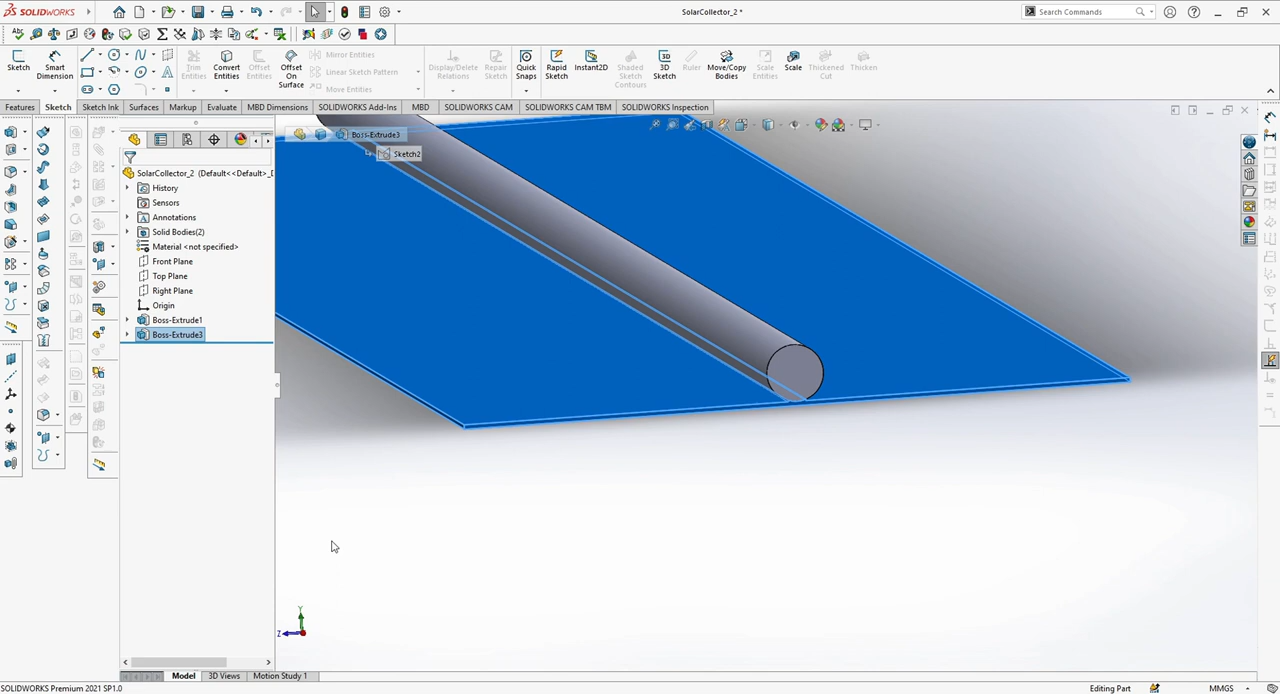 SOLIDWORKS
SolarCollector_2 *
Search Commands
Sketch
Smart Dimension
Trim Entities
Convert Entities
Offset Entities
Offset On Surface
Mirror Entities
Linear Sketch Pattern
Move Entities
Display/Delete Relations
Repair Sketch
Quick Snaps
Rapid Sketch
Instant2D
Shaded Sketch Contours
3D Sketch
Ruler
Move/Copy Bodies
Scale Entities
Scale
Thickened Cut
Thicken
Features
Sketch
Sketch Ink
Surfaces
Markup
Evaluate
MBD Dimensions
SOLIDWORKS Add-Ins
MBD
SOLIDWORKS CAM
SOLIDWORKS CAM TBM
SOLIDWORKS Inspection
Boss-Extrude3
Sketch2
SolarCollector_2 (Default<<Default>_D
History
Sensors
Annotations
Solid Bodies(2)
Material <not specified>
Front Plane
Top Plane
Right Plane
Origin
Boss-Extrude1
Boss-Extrude3
Y
Z
Model
3D Views
Motion Study 1
SOLIDWORKS Premium 2021 SP1.0
Editing Part
MMGS